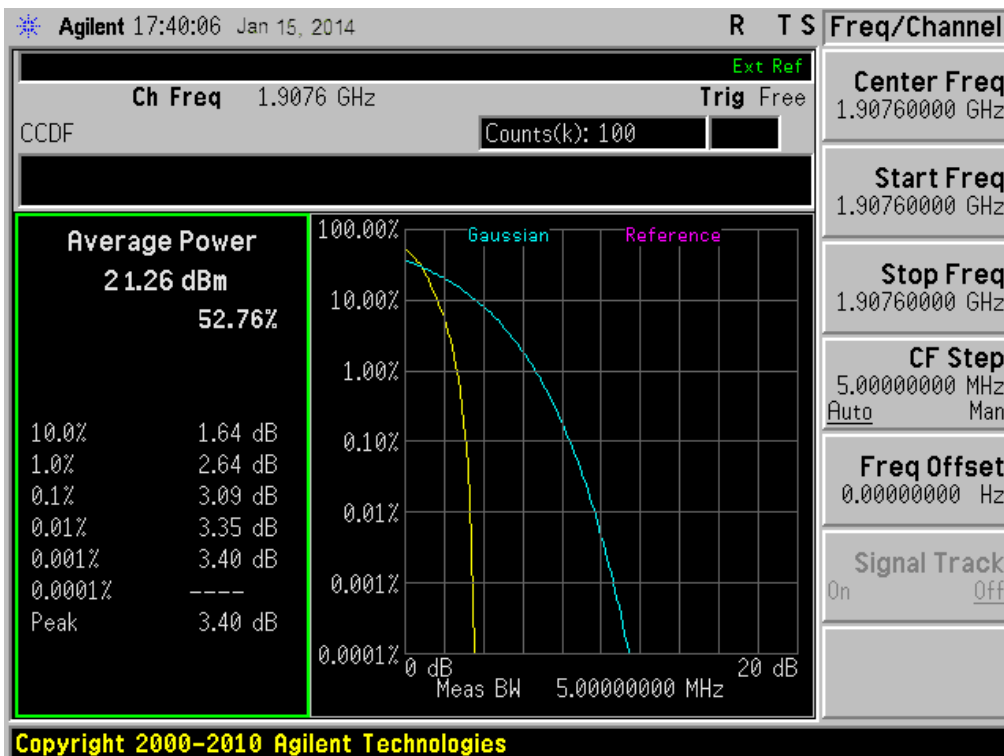 Agilent 17:40:06 Jan 15, 2014 R T S
Ext Ref
Ch Freq 1.9076 GHz Trig Free
CCDF Counts(k): 100
Average Power
21.26 dBm
52.76%
10.0% 1.64 dB
1.0% 2.64 dB
0.1% 3.09 dB
0.01% 3.35 dB
0.001% 3.40 dB
0.0001% ----
Peak 3.40 dB
Gaussian Reference
100.00%
10.00%
1.00%
0.10%
0.01%
0.001%
0.0001%
0 dB 20 dB
Meas BW 5.00000000 MHz
Freq/Channel
Center Freq
1.90760000 GHz
Start Freq
1.90760000 GHz
Stop Freq
1.90760000 GHz
CF Step
5.00000000 MHz
Auto Man
Freq Offset
0.00000000 Hz
Signal Track
On Off
Copyright 2000-2010 Agilent Technologies